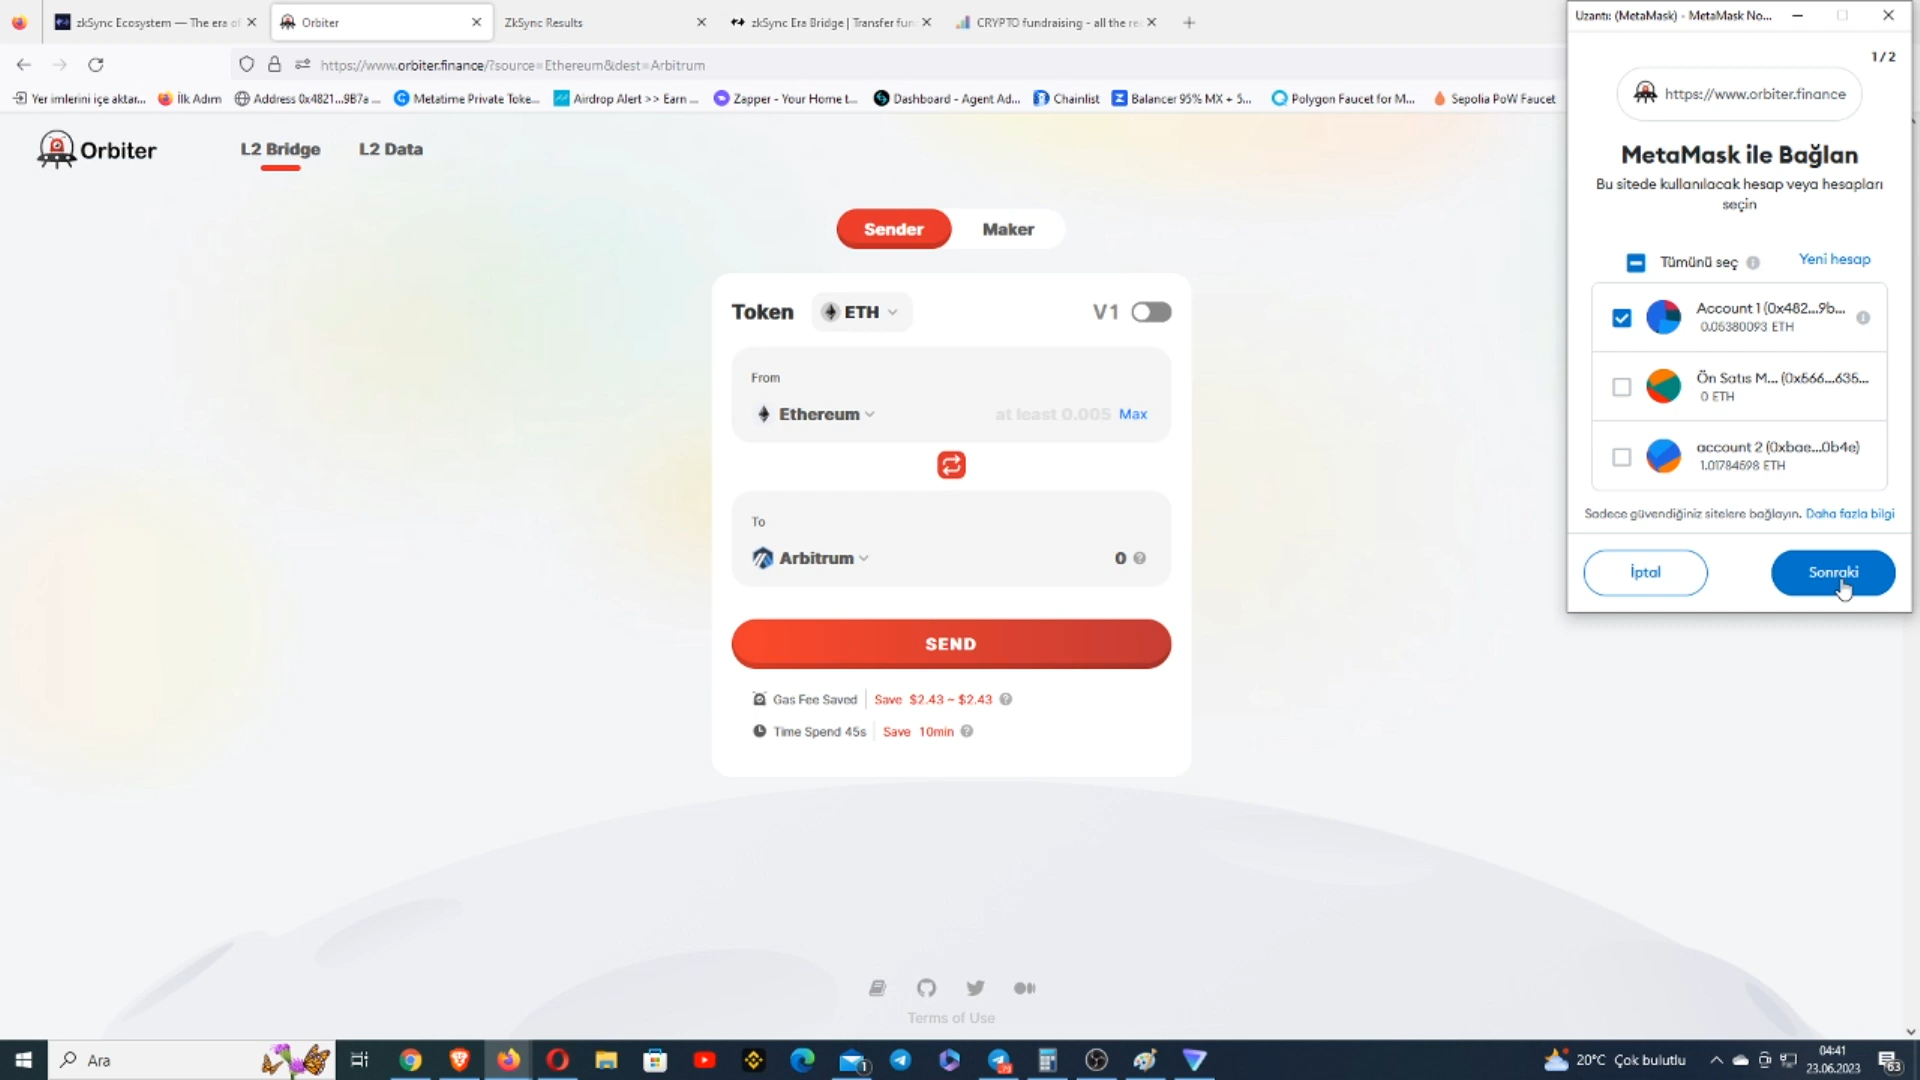 zkSync Ecosystem — The era of
Orbiter
ZkSync Results
zkSync Era Bridge | Transfer fun
CRYPTO fundraising - all the re
https://www.orbiter.finance/?source=Ethereum&dest=Arbitrum
Yer imlerini içe aktar...
İlk Adım
Address 0x4821...9B7a ...
Metatime Private Toke...
Airdrop Alert >> Earn ...
Zapper - Your Home t...
Dashboard - Agent Ad...
Chainlist
Balancer 95% MX + 5...
Polygon Faucet for M...
Sepolia PoW Faucet
Orbiter
L2 Bridge
L2 Data
Sender
Maker
Token
ETH
V1
From
Ethereum
at least 0.005
Max
To
Arbitrum
0
SEND
Gas Fee Saved
Save $2.43 ~ $2.43
Time Spend 45s
Save 10min
Terms of Use
Uzantı: (MetaMask) - MetaMask No...
1/2
https://www.orbiter.finance
MetaMask ile Bağlan
Bu sitede kullanılacak hesap veya hesapları
seçin
Tümünü seç
Yeni hesap
Account 1 (0x482...9b...
0.05380093 ETH
Ön Satıs M... (0x566...635...
0 ETH
account 2 (0xbae...0b4e)
1.01784598 ETH
Sadece güvendiğiniz sitelere bağlayın. Daha fazla bilgi
İptal
Sonraki
Ara
1
20°C Çok bulutlu
04:41
23.06.2023
63